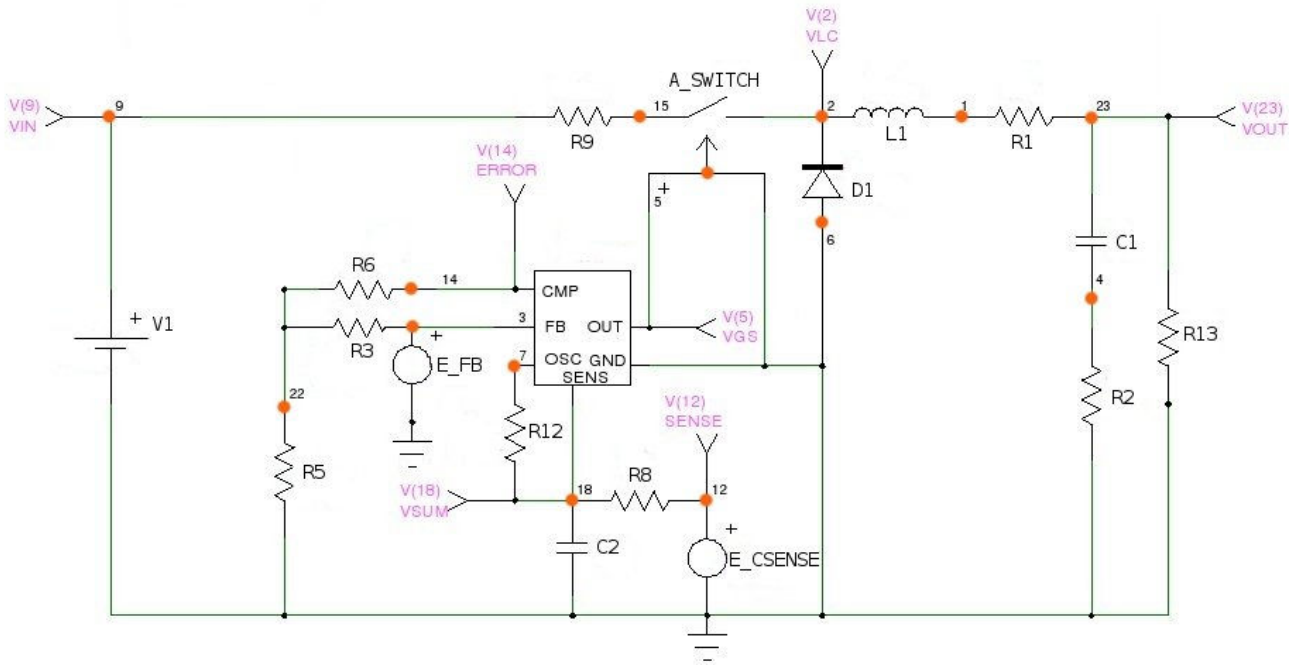 V(2)
VLC
A_SWITCH
V(9)
VIN
9
15
2
1
23
V(23)
VOUT
R9
L1
R1
V(14)
ERROR
+
5
D1
6
C1
R6
14
CMP
4
3
FB
OUT
V(5)
VGS
+
V1
R3
+
E_FB
7
OSC
GND
SENS
R13
22
V(12)
SENSE
R2
R12
R5
R8
V(18)
VSUM
18
12
+
C2
E_CSENSE